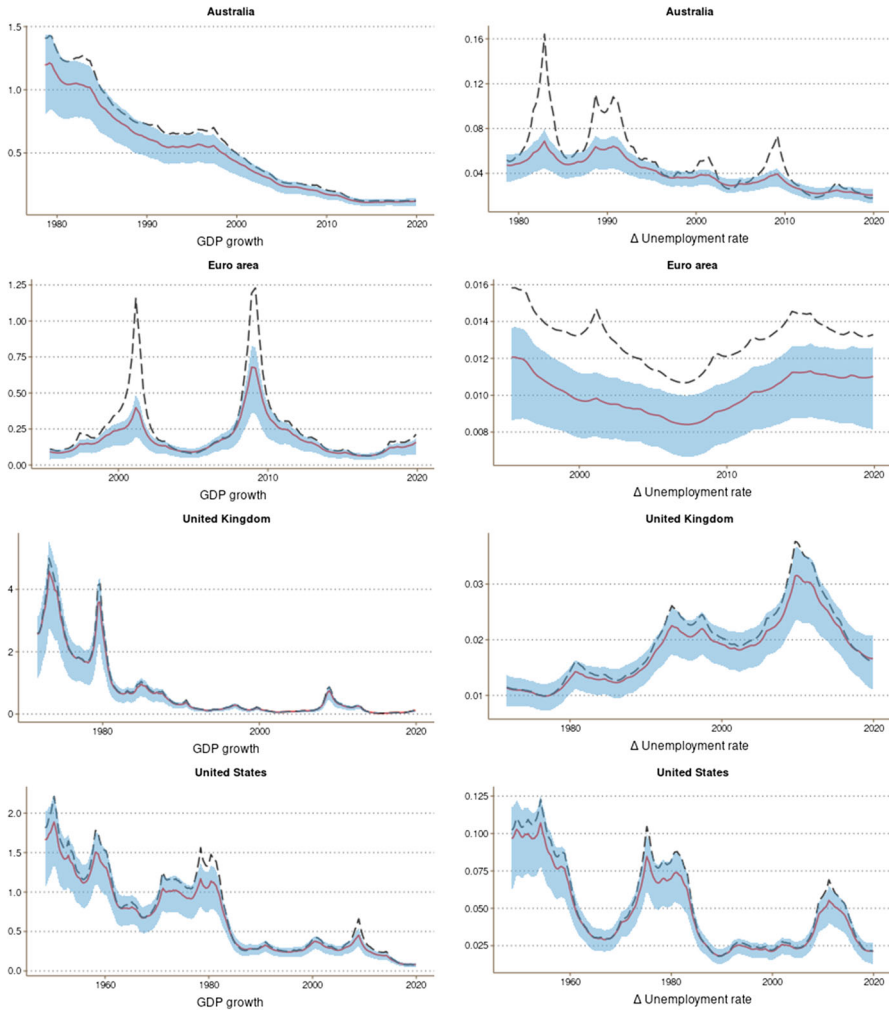 Australia
1.5
1.0
0.5
1980 1990 2000 2010 2020
GDP growth
Australia
0.16
0.12
0.08
0.04
1980 1990 2000 2010 2020
Δ Unemployment rate
Euro area
1.25
1.00
0.75
0.50
0.25
0.00
2000 2010 2020
GDP growth
Euro area
0.016
0.014
0.012
0.010
0.008
2000 2010 2020
Δ Unemployment rate
United Kingdom
4
2
0
1980 2000 2020
GDP growth
United Kingdom
0.03
0.02
0.01
1980 2000 2020
Δ Unemployment rate
United States
2.0
1.5
1.0
0.5
0.0
1960 1980 2000 2020
GDP growth
United States
0.125
0.100
0.075
0.050
0.025
1960 1980 2000 2020
Δ Unemployment rate